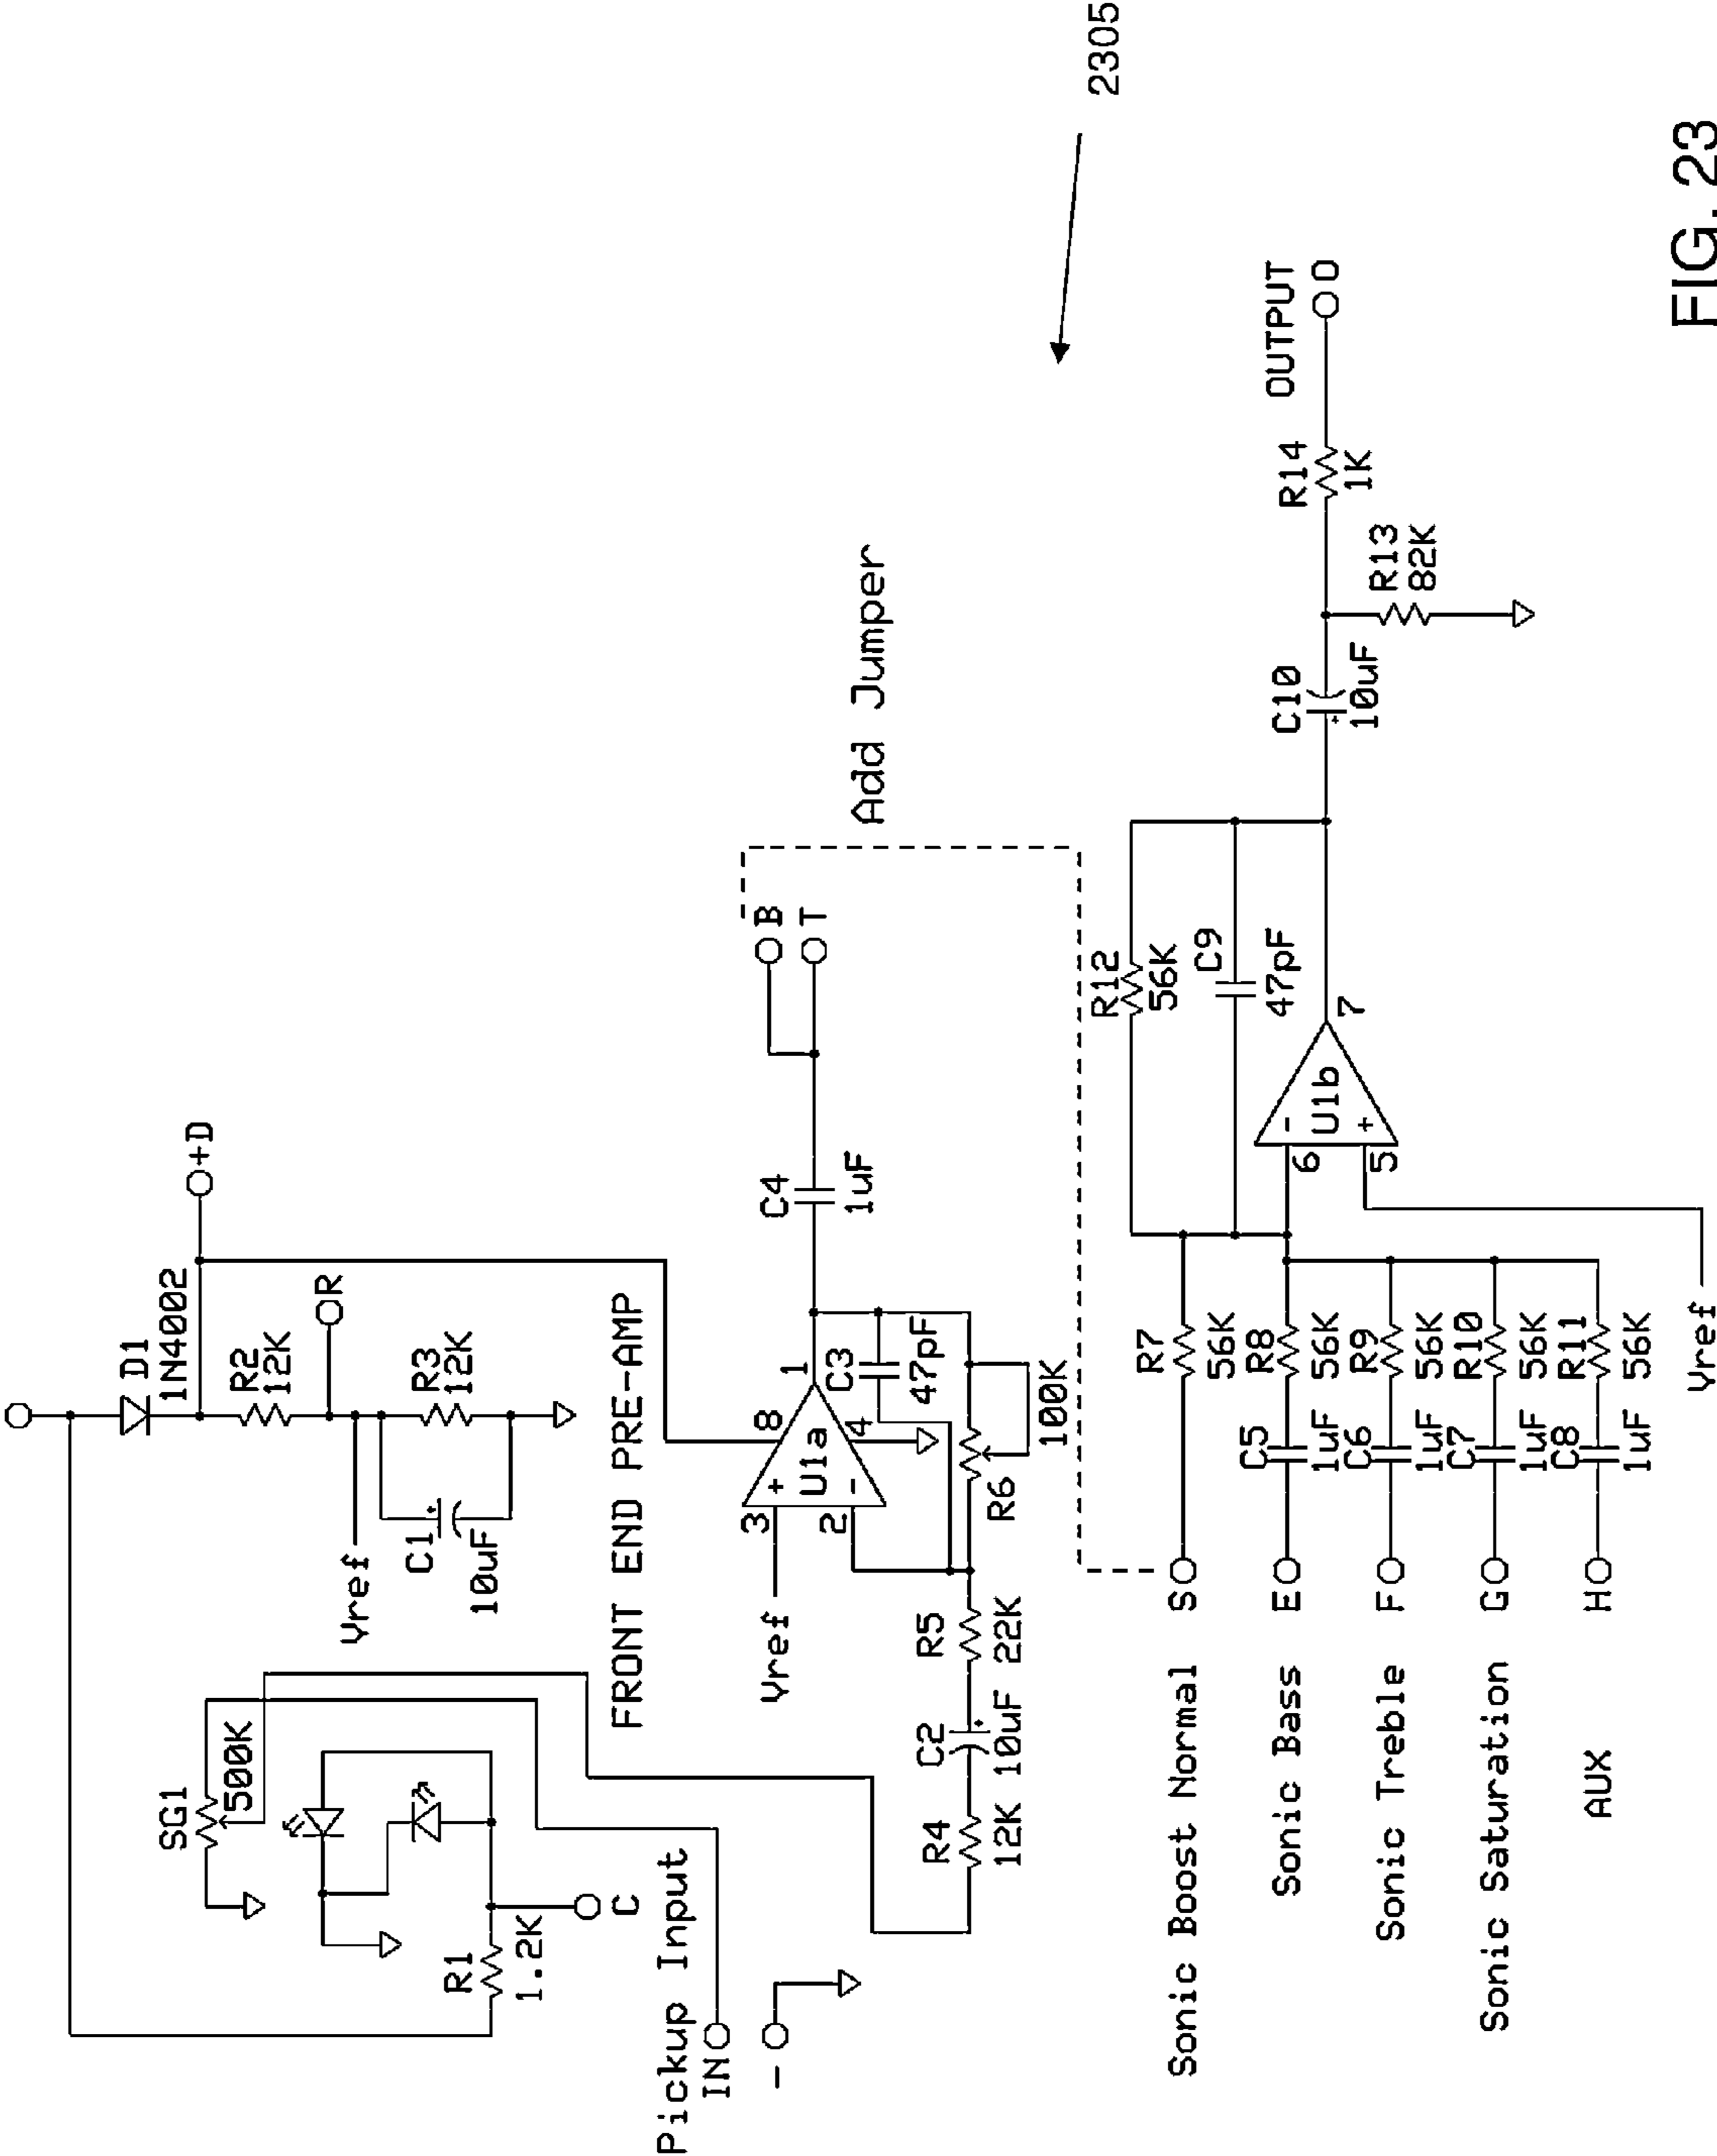 D1
1N4002
+D
SG1
500K
R2
12K
R
Vref
C1
10uF
R3
12K
R1
1.2K
C
Pickup Input
IN
-
FRONT END PRE-AMP
Vref
3
+
8
U1a
1
2
-
4
C3
47pF
C4
1uF
B
T
Add Jumper
R4
12K
C2
10uF
R5
22K
R6
100K
2305
Sonic Boost Normal
S
R7
56K
Sonic Bass
E
C5
1uF
R8
56K
Sonic Treble
F
C6
1uF
R9
56K
Sonic Saturation
G
C7
1uF
R10
56K
AUX
H
C8
1uF
R11
56K
R12
56K
C9
47pF
6
-
U1b
7
5
+
Vref
C10
10uF
R13
82K
R14
1K
OUTPUT
O
FIG. 23